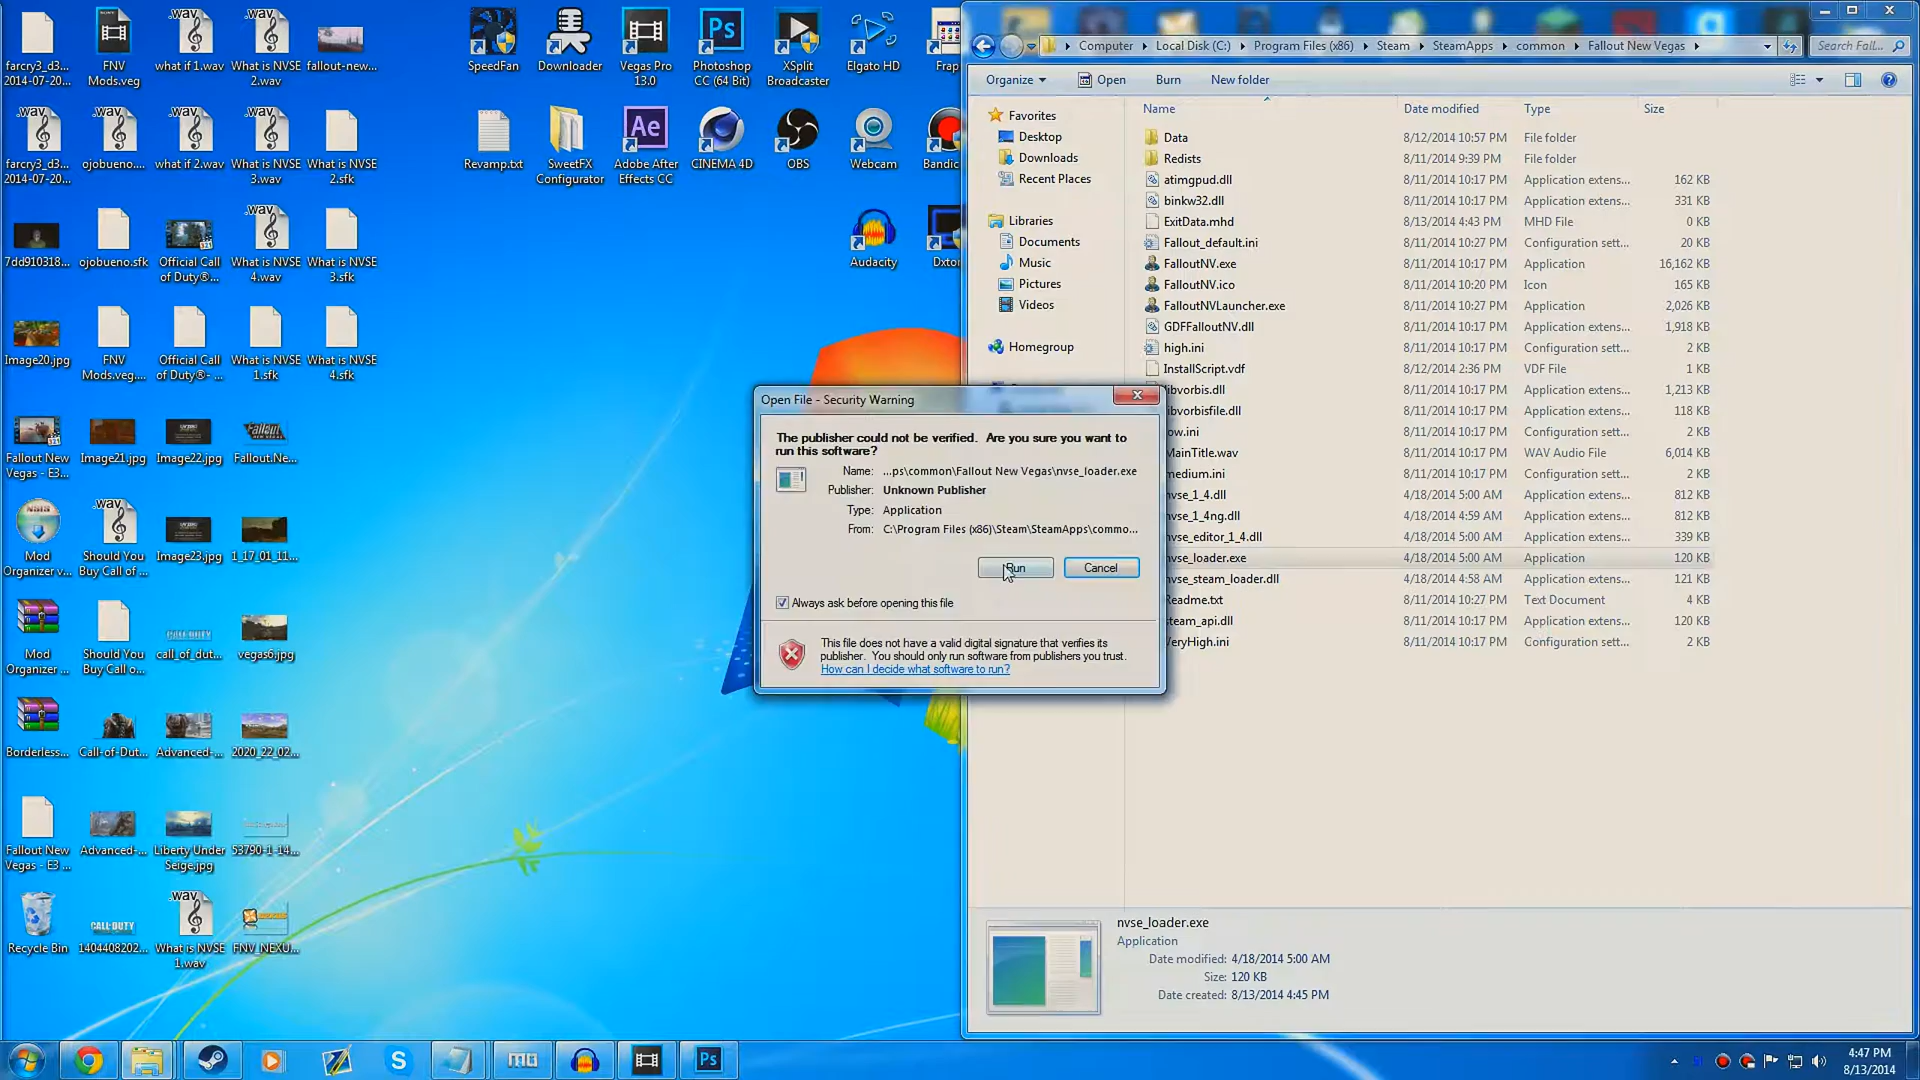 farcry3_d3...
2014-07-20...
FNV
Mods.veg
.wav
what if 1.wav
.wav
What is NVSE
2.wav
fallout-new...
SpeedFan
Downloader
Vegas Pro
13.0
Photoshop
CC (64 Bit)
XSplit
Broadcaster
Elgato HD
Frap
.wav
farcry3_d3...
2014-07-20...
.wav
ojobueno....
.wav
what if 2.wav
.wav
What is NVSE
3.wav
What is NVSE
2.sfk
Revamp.txt
SweetFX
Configurator
Adobe After
Effects CC
CINEMA 4D
OBS
Webcam
Bandic
7dd910318...
ojobueno.sfk
Official Call
of Duty®...
.wav
What is NVSE
4.wav
What is NVSE
3.sfk
Audacity
Dxtor
Image20.jpg
FNV
Mods.veg....
Official Call
of Duty®- ...
What is NVSE
1.sfk
What is NVSE
4.sfk
Fallout New
Vegas - E3 ...
Image21.jpg
Image22.jpg
Fallout.Ne...
Mod
Organizer v...
.wav
Should You
Buy Call of ...
Image23.jpg
1_17_01_11...
Mod
Organizer ...
Should You
Buy Call o...
call_of_dut...
vegas6.jpg
Borderless...
Call-of-Dut...
Advanced-...
2020_22_02...
Fallout New
Vegas - E3 ...
Advanced-...
Liberty Under
Seige.jpg
53790-1-14...
Recycle Bin
CALL·DUTY
1404408202...
.wav
What is NVSE
1.wav
FNV_NEXU...
Computer
Local Disk (C:)
Program Files (x86)
Steam
SteamApps
common
Fallout New Vegas
Search Fall...
Organize
Open
Burn
New folder
Favorites
Desktop
Downloads
Recent Places
Libraries
Documents
Music
Pictures
Videos
Homegroup
Name Date modified Type Size
Data 8/12/2014 10:57 PM File folder
Redists 8/11/2014 9:39 PM File folder
atimgpud.dll 8/11/2014 10:17 PM Application extens... 162 KB
binkw32.dll 8/11/2014 10:17 PM Application extens... 331 KB
ExitData.mhd 8/13/2014 4:43 PM MHD File 0 KB
Fallout_default.ini 8/11/2014 10:27 PM Configuration sett... 20 KB
FalloutNV.exe 8/11/2014 10:17 PM Application 16,162 KB
FalloutNV.ico 8/11/2014 10:20 PM Icon 165 KB
FalloutNVLauncher.exe 8/11/2014 10:27 PM Application 2,026 KB
GDFFalloutNV.dll 8/11/2014 10:17 PM Application extens... 1,918 KB
high.ini 8/11/2014 10:17 PM Configuration sett... 2 KB
InstallScript.vdf 8/12/2014 2:36 PM VDF File 1 KB
libvorbis.dll 8/11/2014 10:17 PM Application extens... 1,213 KB
libvorbisfile.dll 8/11/2014 10:17 PM Application extens... 118 KB
ow.ini 8/11/2014 10:17 PM Configuration sett... 2 KB
MainTitle.wav 8/11/2014 10:17 PM WAV Audio File 6,014 KB
medium.ini 8/11/2014 10:17 PM Configuration sett... 2 KB
nvse_1_4.dll 4/18/2014 5:00 AM Application extens... 812 KB
nvse_1_4ng.dll 4/18/2014 4:59 AM Application extens... 812 KB
nvse_editor_1_4.dll 4/18/2014 5:00 AM Application extens... 339 KB
nvse_loader.exe 4/18/2014 5:00 AM Application 120 KB
nvse_steam_loader.dll 4/18/2014 4:58 AM Application extens... 121 KB
Readme.txt 8/11/2014 10:27 PM Text Document 4 KB
steam_api.dll 8/11/2014 10:17 PM Application extens... 120 KB
VeryHigh.ini 8/11/2014 10:17 PM Configuration sett... 2 KB
Open File - Security Warning
The publisher could not be verified. Are you sure you want to
run this software?
Name: ...ps\common\Fallout New Vegas\nvse_loader.exe
Publisher: Unknown Publisher
Type: Application
From: C:\Program Files (x86)\Steam\SteamApps\commo...
Run
Cancel
Always ask before opening this file
This file does not have a valid digital signature that verifies its
publisher. You should only run software from publishers you trust.
How can I decide what software to run?
nvse_loader.exe
Application
Date modified: 4/18/2014 5:00 AM
Size: 120 KB
Date created: 8/13/2014 4:45 PM
4:47 PM
8/13/2014